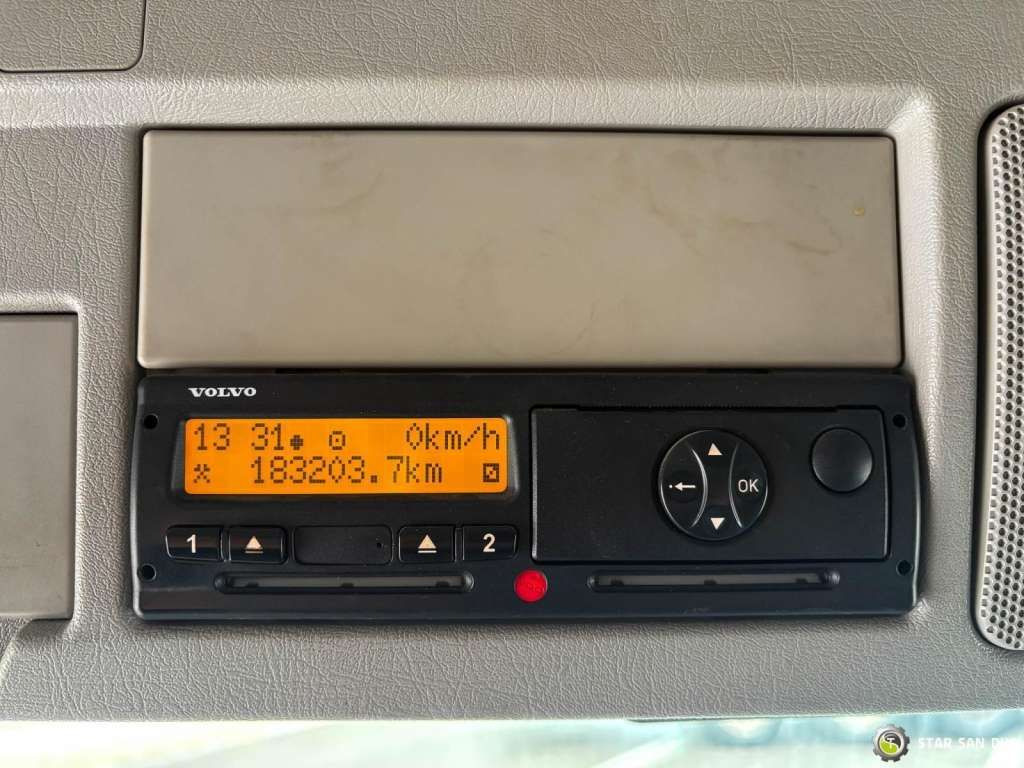 VOLVO
13 31 0km/h
183203.7km
1 2
OK
STAR SAN